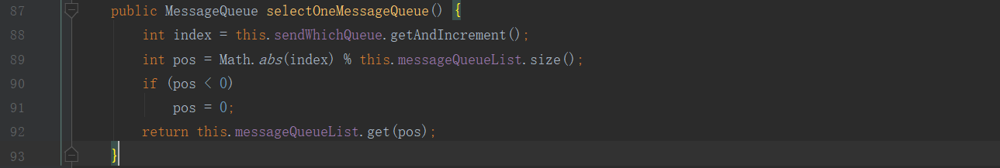 87 public MessageQueue selectOneMessageQueue() {
88 int index = this.sendWhichQueue.getAndIncrement();
89 int pos = Math.abs(index) % this.messageQueueList.size();
90 if (pos < 0)
91 pos = 0;
92 return this.messageQueueList.get(pos);
93 }